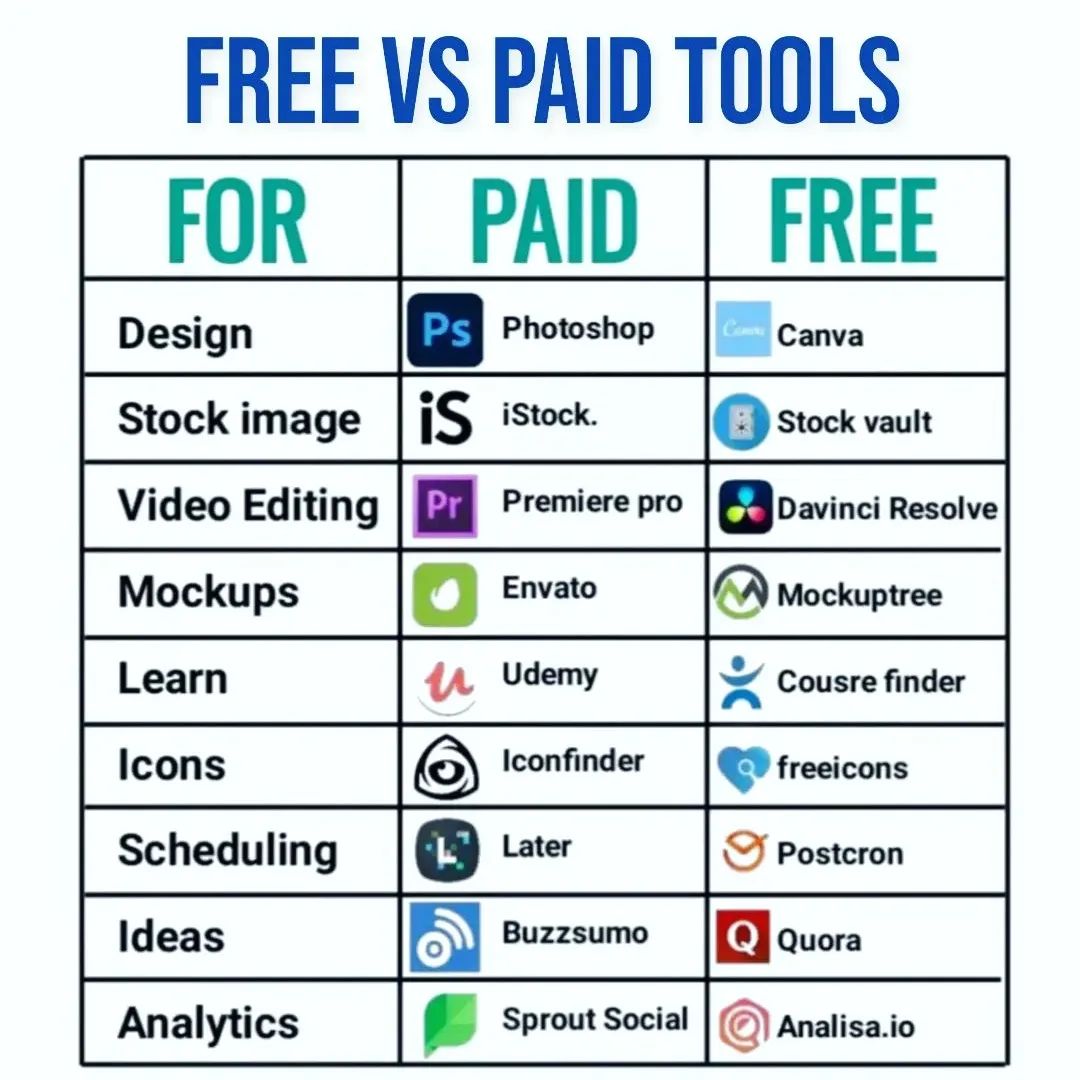 FREE VS PAID TOOLS
FOR PAID FREE
Design Ps Photoshop Canva Canva
Stock image iS iStock. Stock vault
Video Editing Pr Premiere pro Davinci Resolve
Mockups Envato Mockuptree
Learn u Udemy Cousre finder
Icons Iconfinder freeicons
Scheduling L Later Postcron
Ideas Buzzsumo Q Quora
Analytics Sprout Social Analisa.io